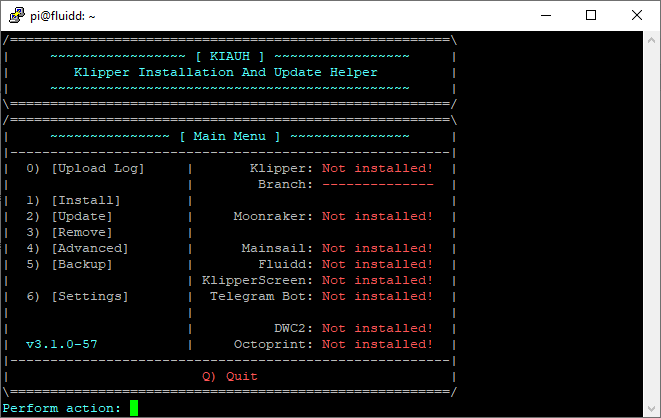 pi@fluidd: ~
/=======================================================\
|     ~~~~~~~~~~~~~~~~~ [ KIAUH ] ~~~~~~~~~~~~~~~~~     |
|        Klipper Installation And Update Helper         |
|     ~~~~~~~~~~~~~~~~~~~~~~~~~~~~~~~~~~~~~~~~~~~~~     |
\=======================================================/
/=======================================================\
|     ~~~~~~~~~~~~~~~ [ Main Menu ] ~~~~~~~~~~~~~~~     |
|-------------------------------------------------------|
|  0) [Upload Log]     |       Klipper: Not installed!  |
|                      |        Branch: --------------  |
|  1) [Install]        |                                |
|  2) [Update]         |     Moonraker: Not installed!  |
|  3) [Remove]         |                                |
|  4) [Advanced]       |      Mainsail: Not installed!  |
|  5) [Backup]         |        Fluidd: Not installed!  |
|                      | KlipperScreen: Not installed!  |
|  6) [Settings]       |  Telegram Bot: Not installed!  |
|                      |                                |
|                      |          DWC2: Not installed!  |
|  v3.1.0-57           |     Octoprint: Not installed!  |
|-------------------------------------------------------|
|                        Q) Quit                        |
\=======================================================/
Perform action: